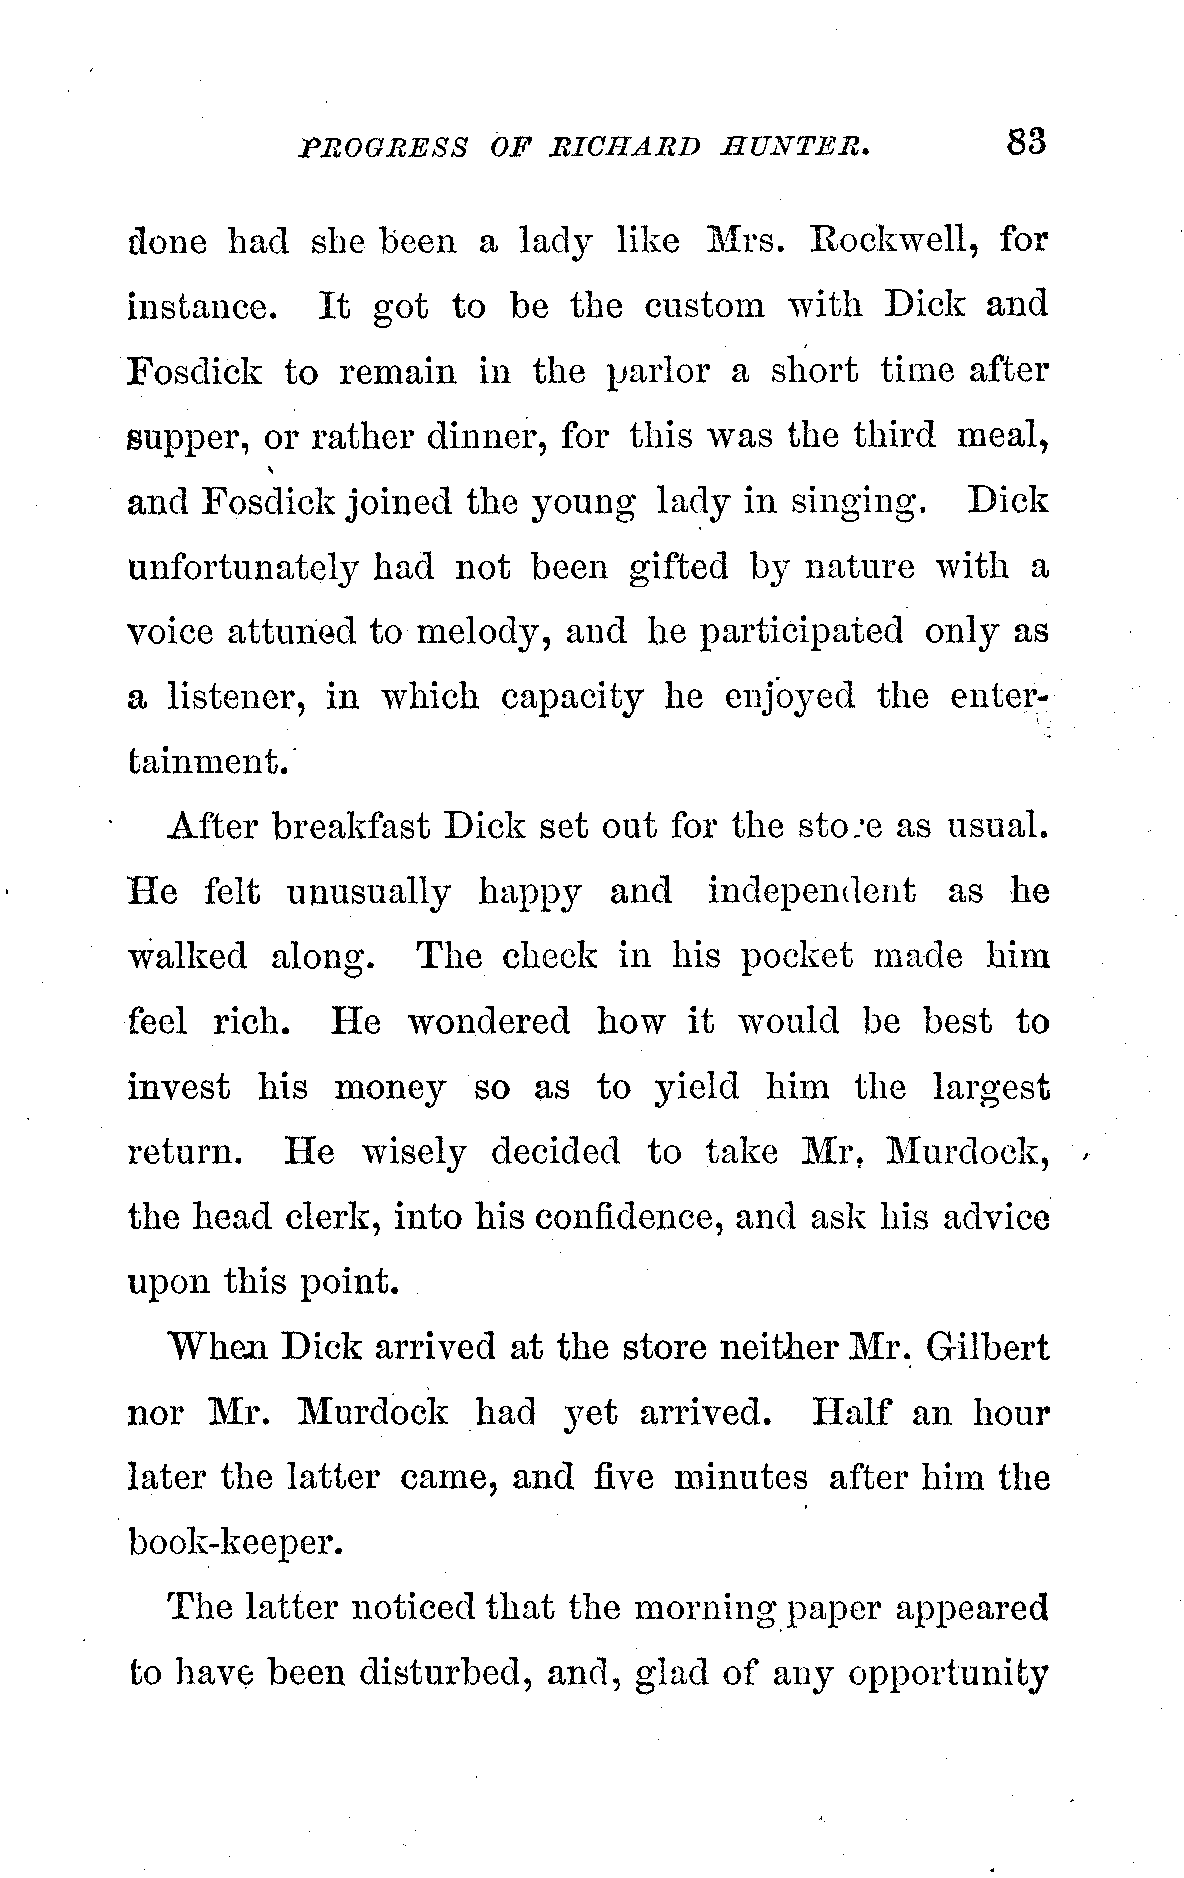 PROGRESS OF RICHARD HUNTER. 83
done had she been a lady like Mrs. Rockwell, for
instance. It got to be the custom with Dick and
Fosdick to remain in the parlor a short time after
supper, or rather dinner, for this was the third meal,
and Fosdick joined the young lady in singing. Dick
unfortunately had not been gifted by nature with a
voice attuned to melody, and he participated only as
a listener, in which capacity he enjoyed the enter-
tainment.
After breakfast Dick set out for the store as usual.
He felt unusually happy and independent as he
walked along. The check in his pocket made him
feel rich. He wondered how it would be best to
invest his money so as to yield him the largest
return. He wisely decided to take Mr. Murdock,
the head clerk, into his confidence, and ask his advice
upon this point.
When Dick arrived at the store neither Mr. Gilbert
nor Mr. Murdock had yet arrived. Half an hour
later the latter came, and five minutes after him the
book-keeper.
The latter noticed that the morning paper appeared
to have been disturbed, and, glad of any opportunity